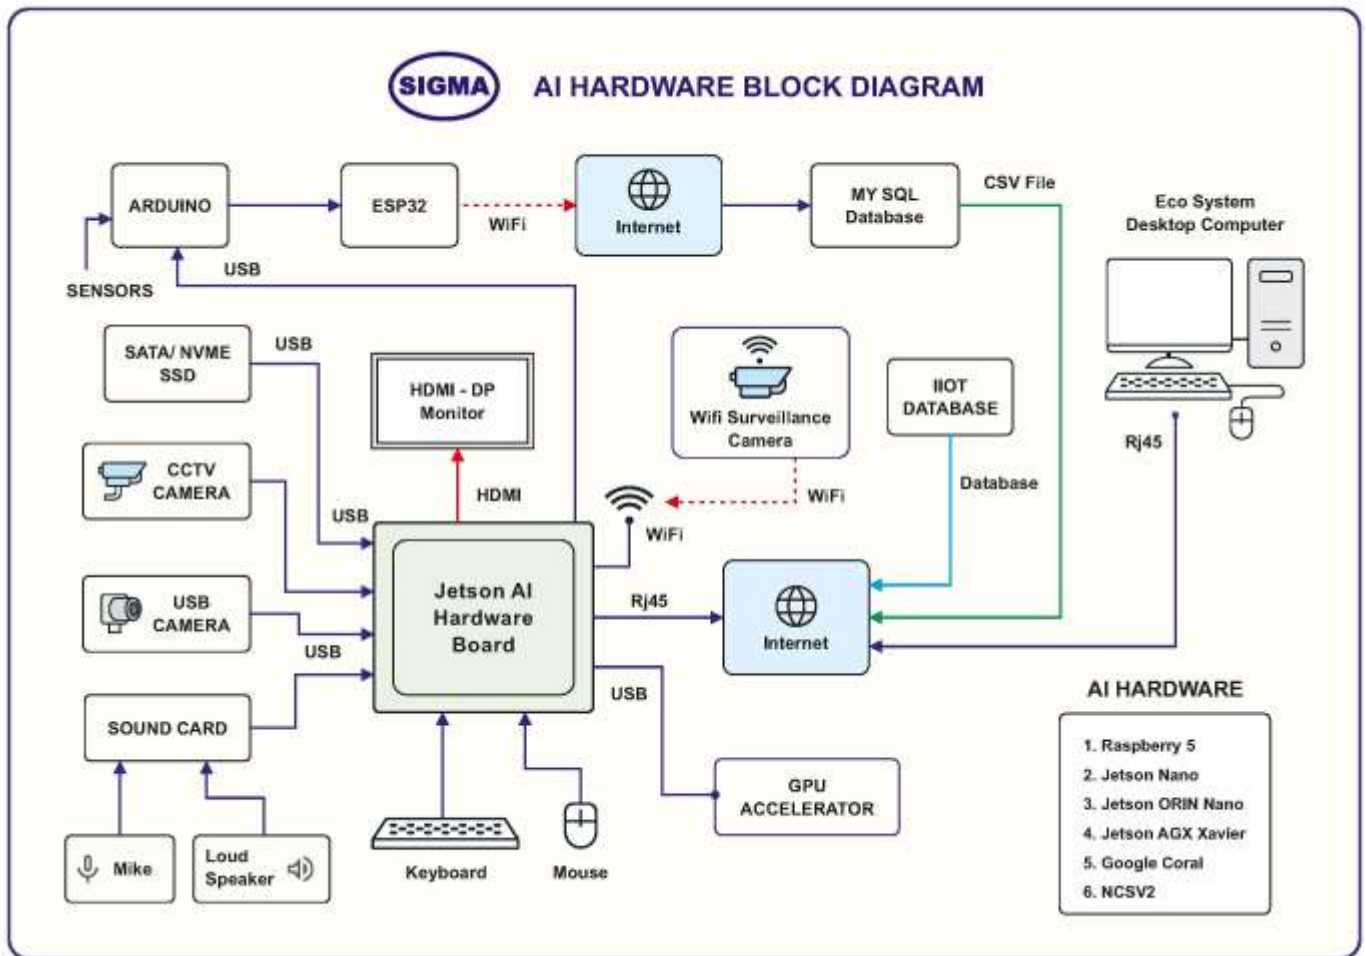 SIGMA
AI HARDWARE BLOCK DIAGRAM
ARDUINO
ESP32
WiFi
Internet
MY SQL
Database
CSV File
Eco System
Desktop Computer
SENSORS
USB
SATA/ NVME
SSD
USB
HDMI - DP
Monitor
Wifi Surveillance
Camera
IIOT
DATABASE
Rj45
CCTV
CAMERA
HDMI
USB
WiFi
WiFi
Database
Jetson AI
Hardware
Board
USB
CAMERA
USB
Rj45
Internet
USB
SOUND CARD
GPU
ACCELERATOR
Mike
Loud
Speaker
Keyboard
Mouse
AI HARDWARE
1. Raspberry 5
2. Jetson Nano
3. Jetson ORIN Nano
4. Jetson AGX Xavier
5. Google Coral
6. NCSV2